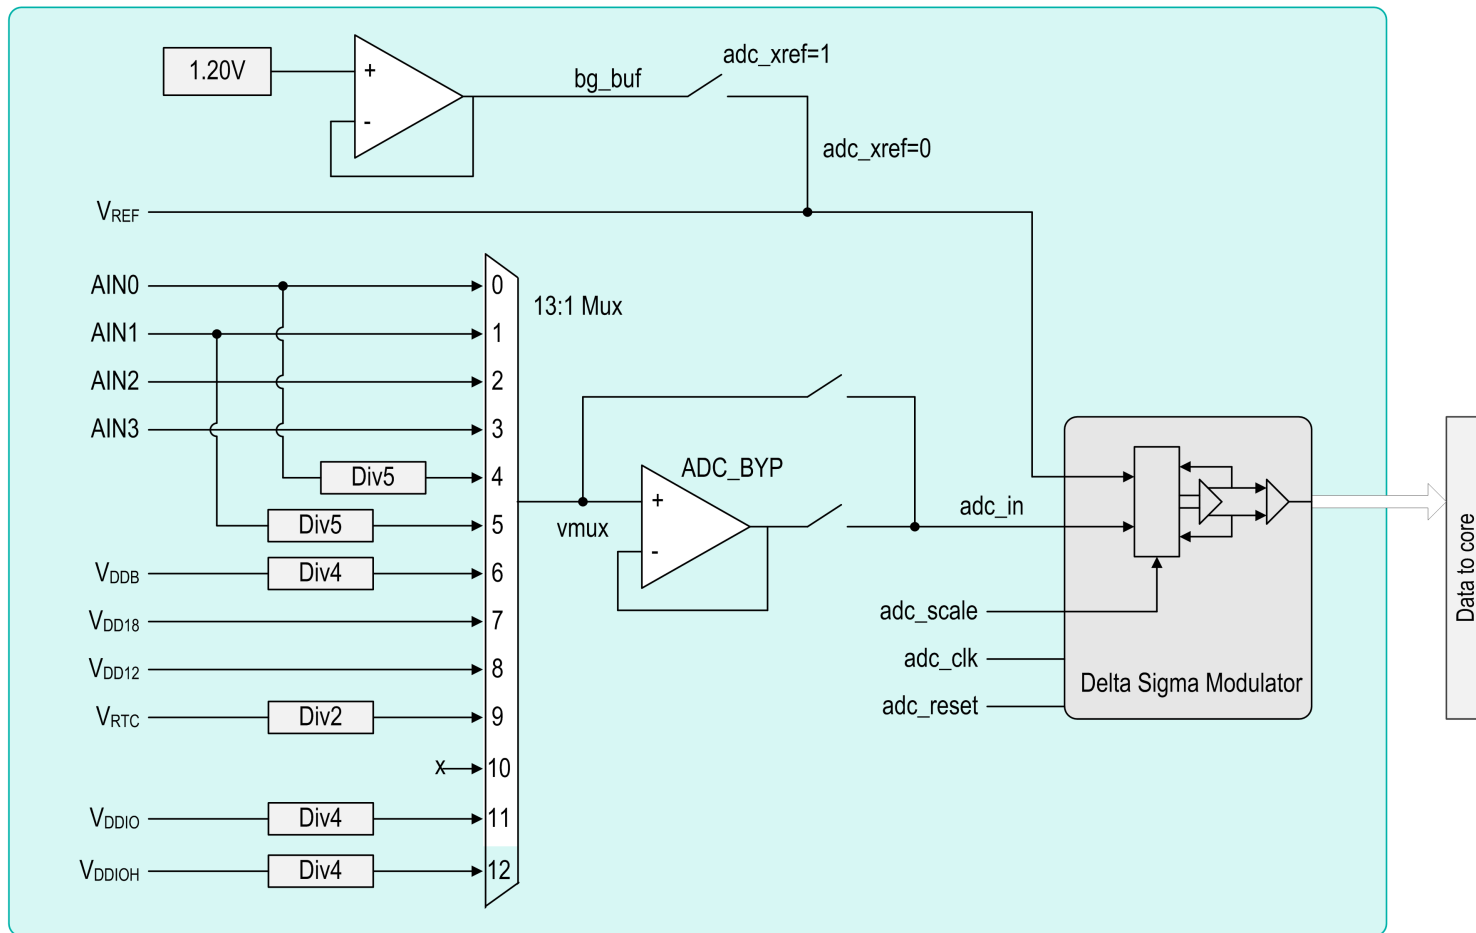 1.20V
+
-
bg_buf
adc_xref=1
adc_xref=0
VREF
AIN0
0
13:1 Mux
AIN1
1
AIN2
2
AIN3
3
Div5
4
ADC_BYP
+
-
vmux
adc_in
Div5
5
VDDB
Div4
6
VDD18
7
adc_scale
VDD12
8
adc_clk
Delta Sigma Modulator
adc_reset
Data to core
VRTC
Div2
9
x
10
VDDIO
Div4
11
VDDIOH
Div4
12